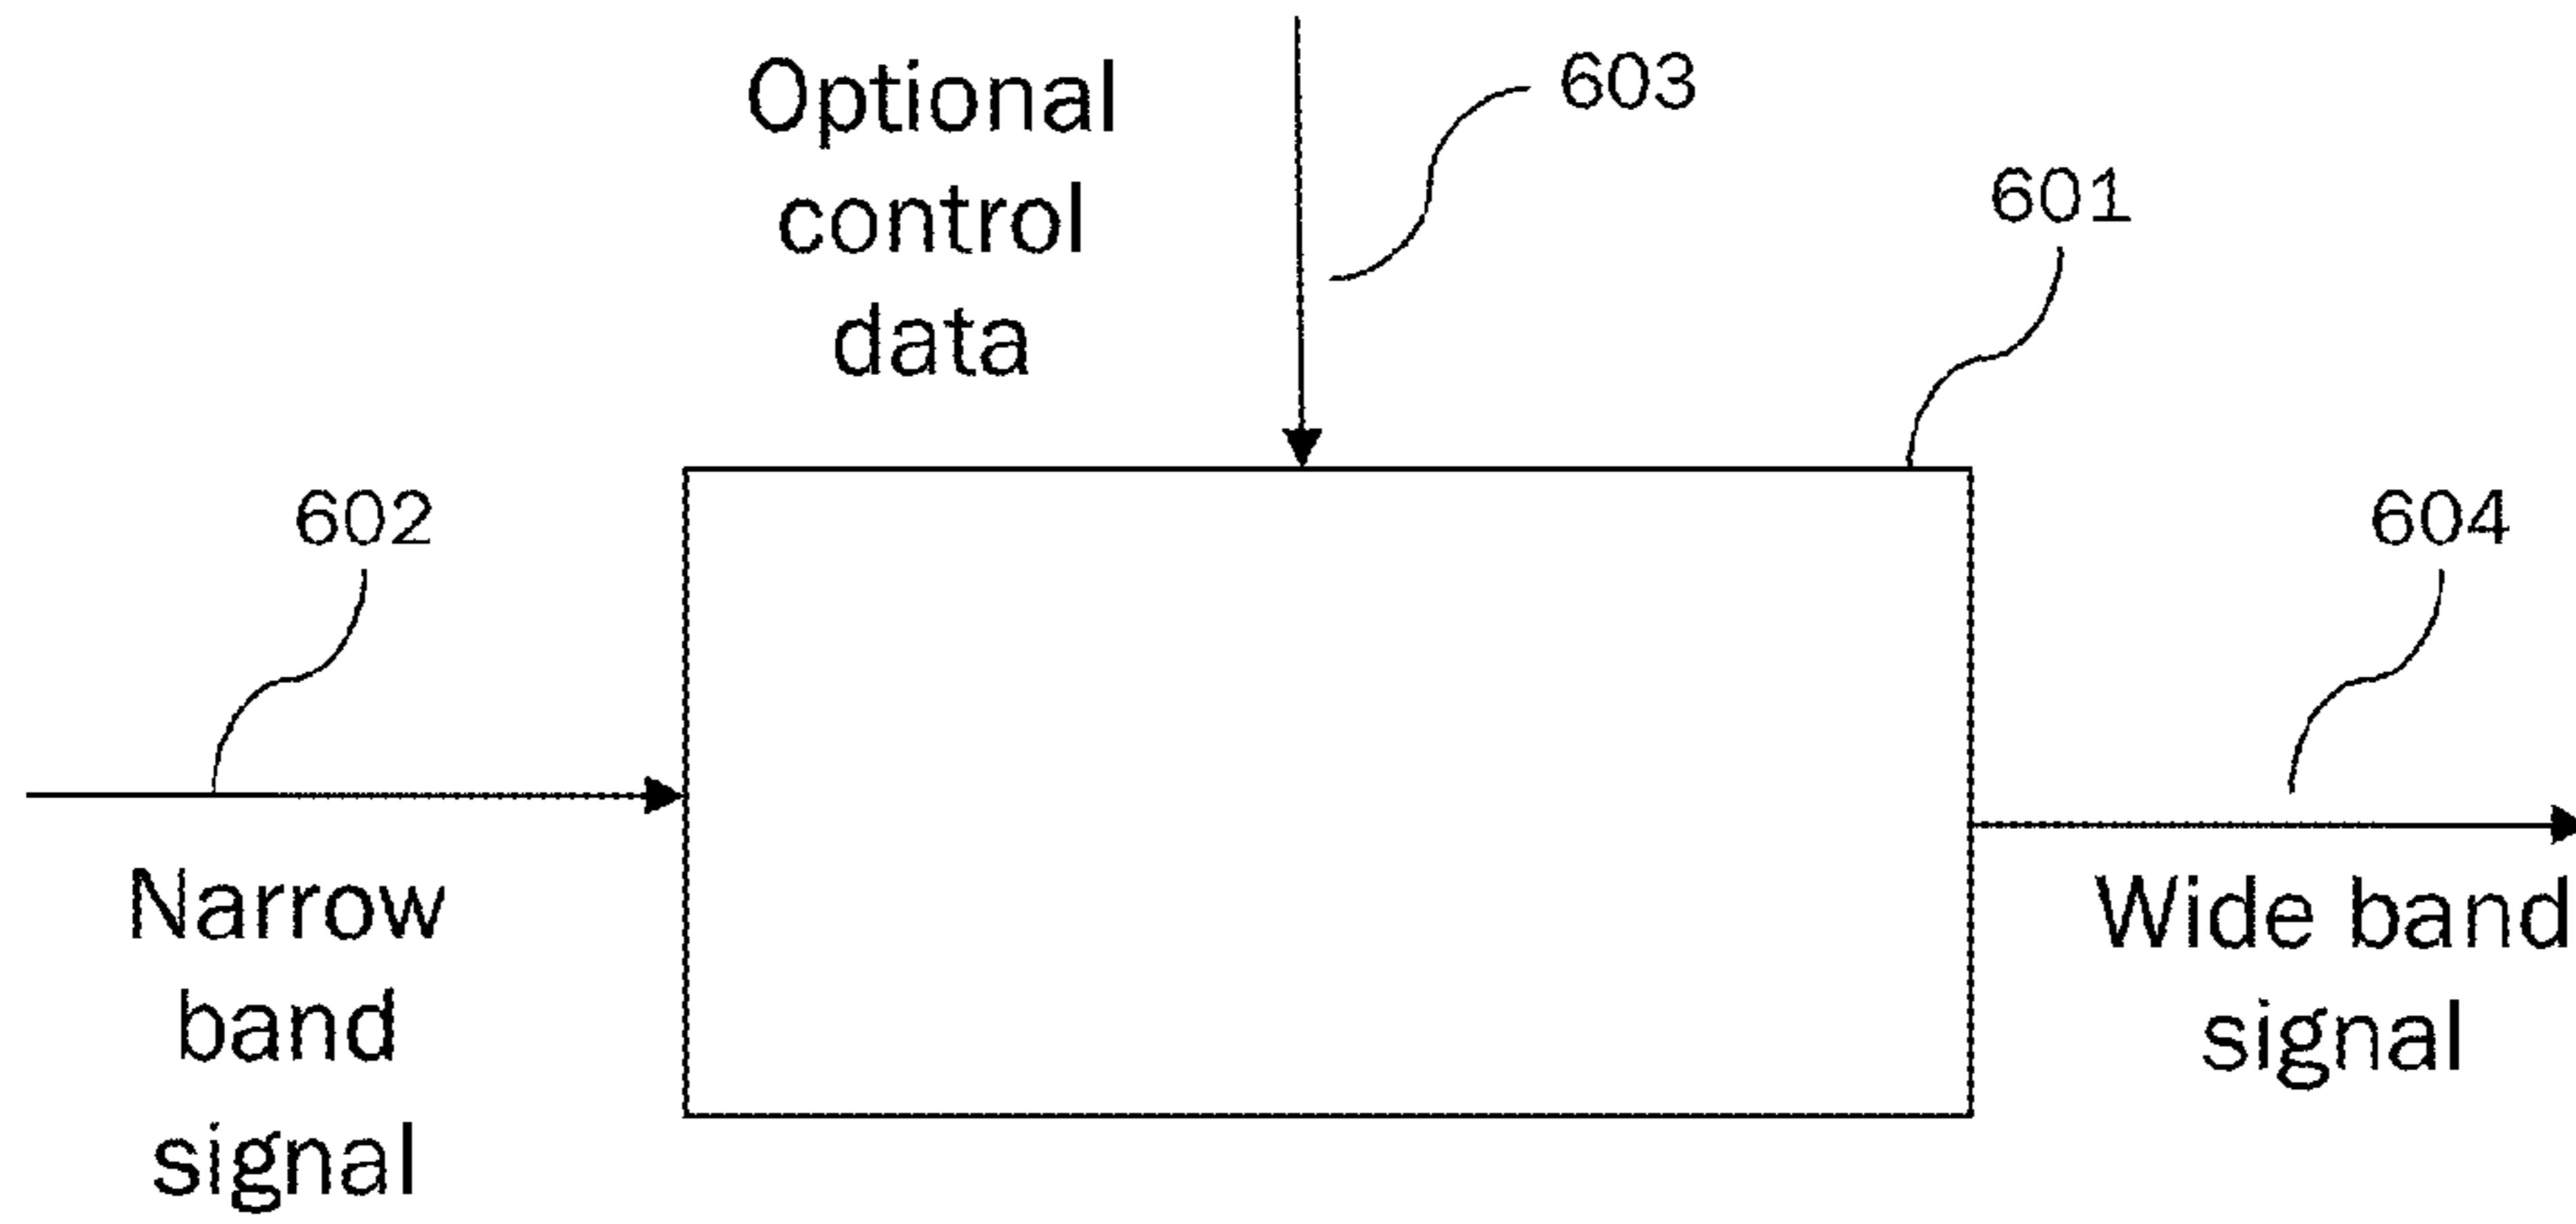 Optional
control
data
603
601
602
604
Narrow
band
signal
Wide band
signal